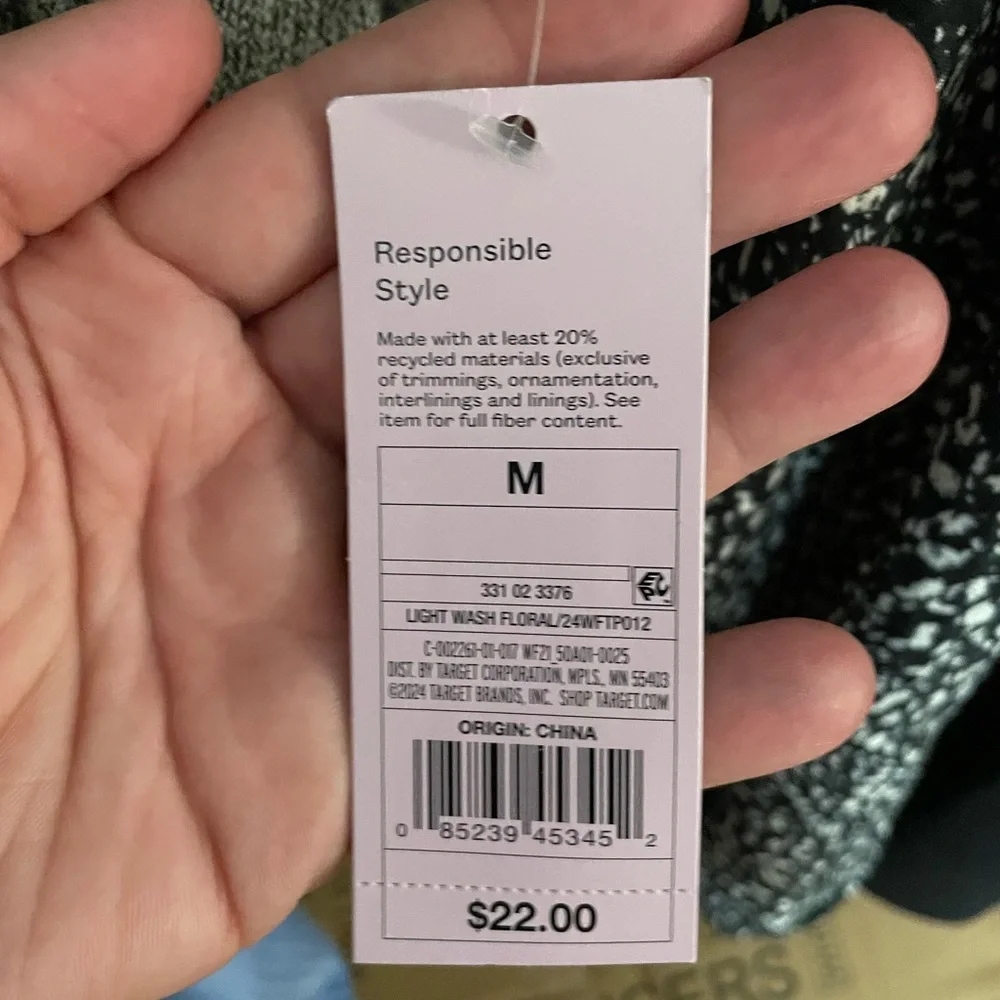 Responsible
Style
Made with at least 20%
recycled materials (exclusive
of trimmings, ornamentation,
interlinings and linings). See
item for full fiber content.
M
331 02 3376
LIGHT WASH FLORAL/24WFTP012
C-002261-01-017 WF21_50A01-0025
DIST. BY TARGET CORPORATION, MPLS., MN 55403
©2024 TARGET BRANDS, INC. SHOP TARGET.COM
ORIGIN: CHINA
0 85239 45345 2
$22.00